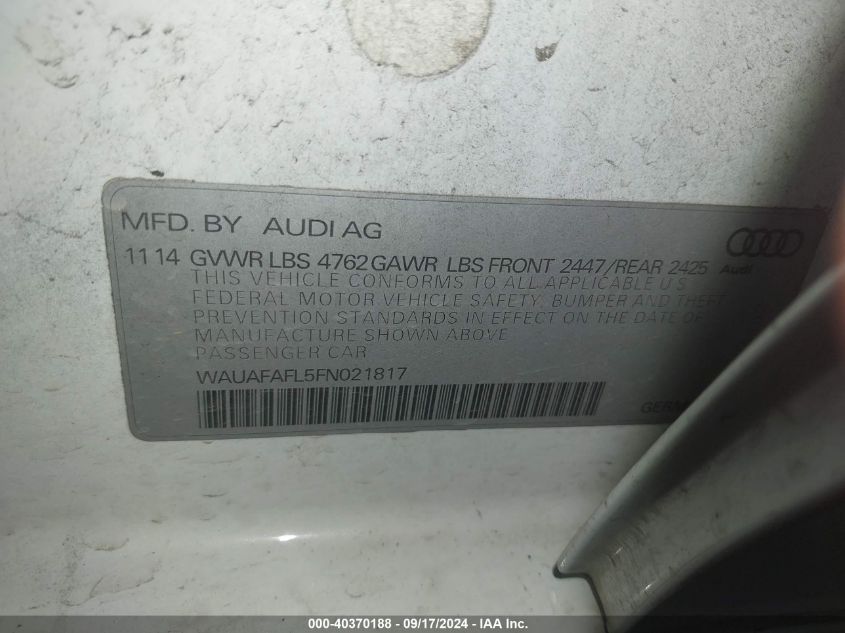 MFD. BY AUDI AG
11 14 GVWR LBS 4762 GAWR LBS FRONT 2447/REAR 2425
Audi
THIS VEHICLE CONFORMS TO ALL APPLICABLE U S
FEDERAL MOTOR VEHICLE SAFETY, BUMPER AND THEFT
PREVENTION STANDARDS IN EFFECT ON THE DATE OF
MANUFACTURE SHOWN ABOVE
PASSENGER CAR
WAUAFAFL5FN021817
000-40370188 - 09/17/2024 - IAA Inc.